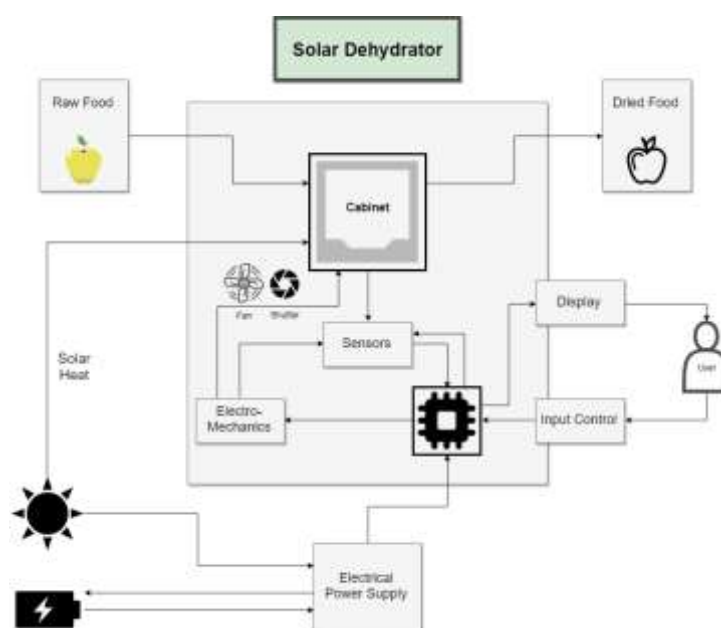 Solar Dehydrator
Raw Food
Dried Food
Cabinet
Fan
Shutter
Display
Sensors
User
Solar
Heat
Electro-
Mechanics
Input Control
Electrical
Power Supply